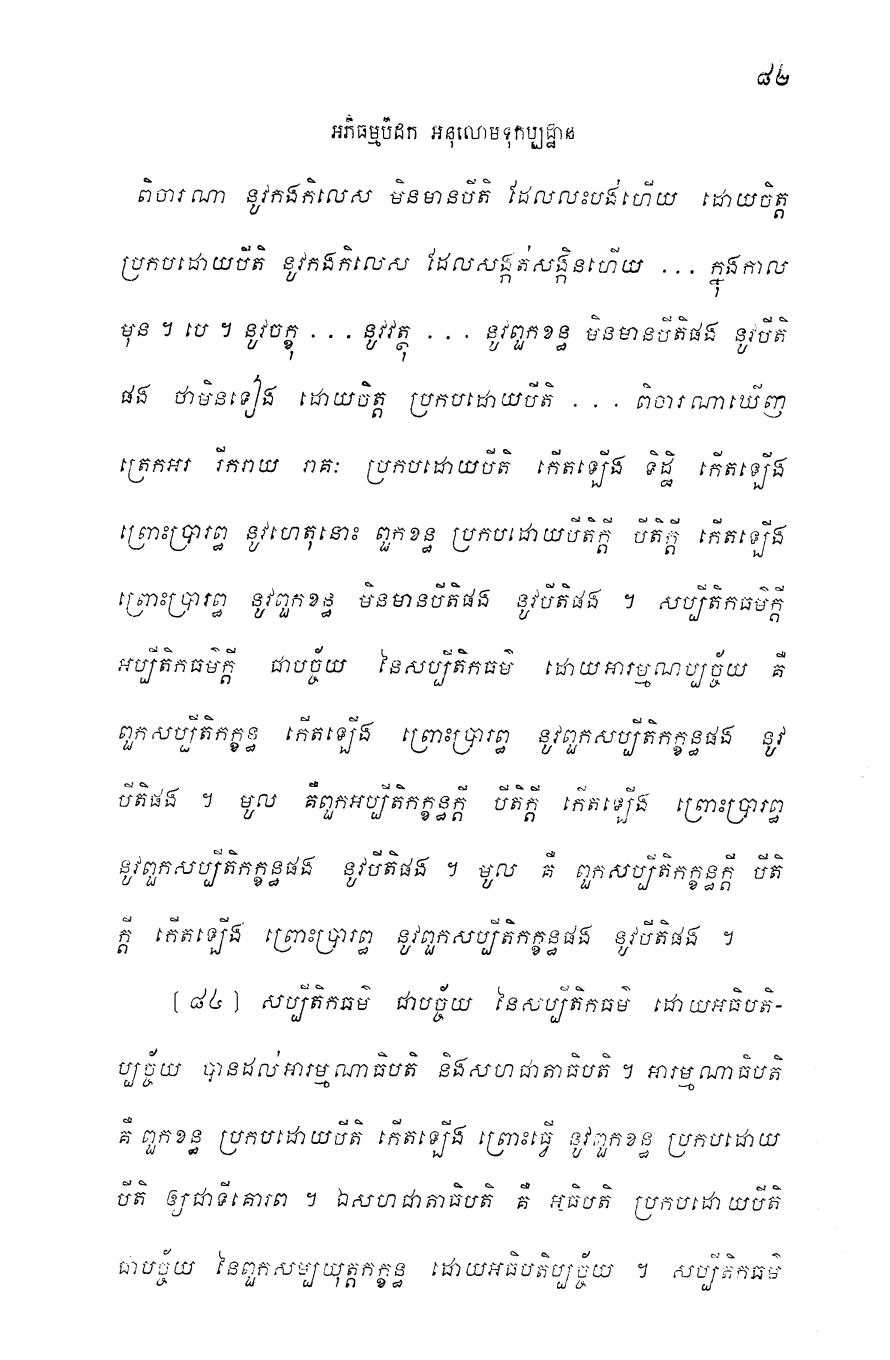 ៨៤
អភិធម្មបិដក អនុលោមទុកប្បដ្ឋាន
ពិចារណា នូវកងកិលេស មិនមានបីតិ ដែលលះបង់ហើយ ដោយចិត្ត
ប្រកបដោយបីតិ នូវកងកិលេស ដែលសង្កត់សង្កិនហើយ ... ក្នុងកាល
មុន ។ បេ ។ នូវចក្ខុ ... នូវវត្ថុ ... នូវពួកខន្ធ មិនមានបីតិផង នូវបីតិ
ផង ថាមិនទៀង ដោយចិត្ត ប្រកបដោយបីតិ ... ពិចារណាឃើញ
ត្រេកអរ រីករាយ រាគៈ ប្រកបដោយបីតិ កើតឡើង ទិដ្ឋិ កើតឡើង
ព្រោះប្រារព្ធ នូវហេតុនោះ ពួកខន្ធ ប្រកបដោយបីតិក្តី បីតិក្តី កើតឡើង
ព្រោះប្រារព្ធ នូវពួកខន្ធ មិនមានបីតិផង នូវបីតិផង ។ សប្បីតិកធម៌ក្តី
អប្បីតិកធម៌ក្តី ជាបច្ច័យ នៃសប្បីតិកធម៌ ដោយអារម្មណប្បច្ច័យ គឺ
ពួកសប្បីតិកក្ខន្ធ កើតឡើង ព្រោះប្រារព្ធ នូវពួកសប្បីតិកក្ខន្ធផង នូវ
បីតិផង ។ មូល គឺពួកអប្បីតិកក្ខន្ធក្តី បីតិក្តី កើតឡើង ព្រោះប្រារព្ធ
នូវពួកសប្បីតិកក្ខន្ធផង នូវបីតិផង ។ មូល គឺ ពួកសប្បីតិកក្ខន្ធក្តី បីតិ
ក្តី កើតឡើង ព្រោះប្រារព្ធ នូវពួកសប្បីតិកក្ខន្ធផង នូវបីតិផង ។
[៨៤] សប្បីតិកធម៌ ជាបច្ច័យ នៃសប្បីតិកធម៌ ដោយអធិបតិ-
ប្បច្ច័យ បានដល់អារម្មណាធិបតិ និងសហជាតាធិបតិ ។ អារម្មណាធិបតិ
គឺ ពួកខន្ធ ប្រកបដោយបីតិ កើតឡើង ព្រោះធ្វើ នូវពួកខន្ធ ប្រកបដោយ
បីតិ ឲ្យជាទីគោរព ។ ឯសហជាតាធិបតិ គឺ អធិបតិ ប្រកបដោយបីតិ
ជាបច្ច័យ នៃពួកសម្បយុត្តកក្ខន្ធ ដោយអធិបតិប្បច្ច័យ ។ សប្បីតិកធម៌